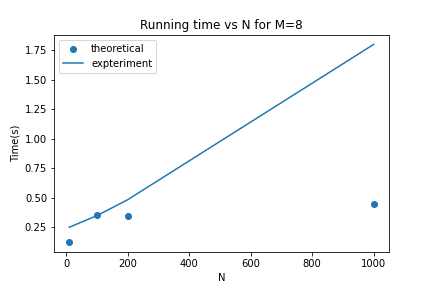 Running time vs N for M=8
theoretical
expteriment
1.75
1.50
1.25
1.00
0.75
0.50
0.25
Time(s)
0 200 400 600 800 1000
N